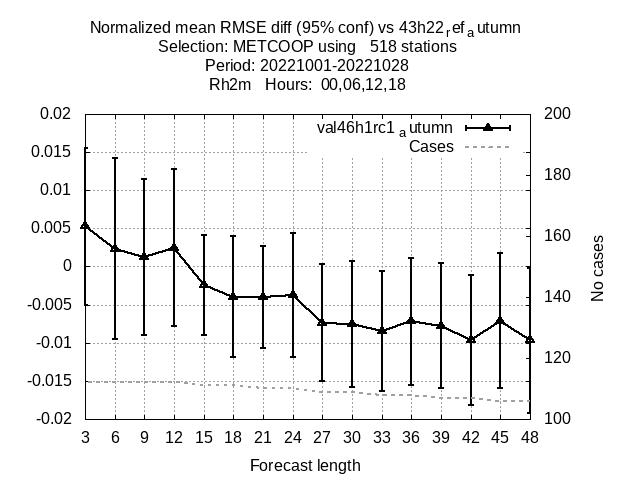 Normalized mean RMSE diff (95% conf) vs 43h22refautumn
Selection: METCOOP using 518 stations
Period: 20221001-20221028
Rh2m Hours: 00,06,12,18
0.02 200
val46h1rc1autumn
Cases
0.015 180
0.01
0.005 160
0
No cases
-0.005 140
-0.01 120
-0.015
-0.02 100
3 6 9 12 15 18 21 24 27 30 33 36 39 42 45 48
Forecast length